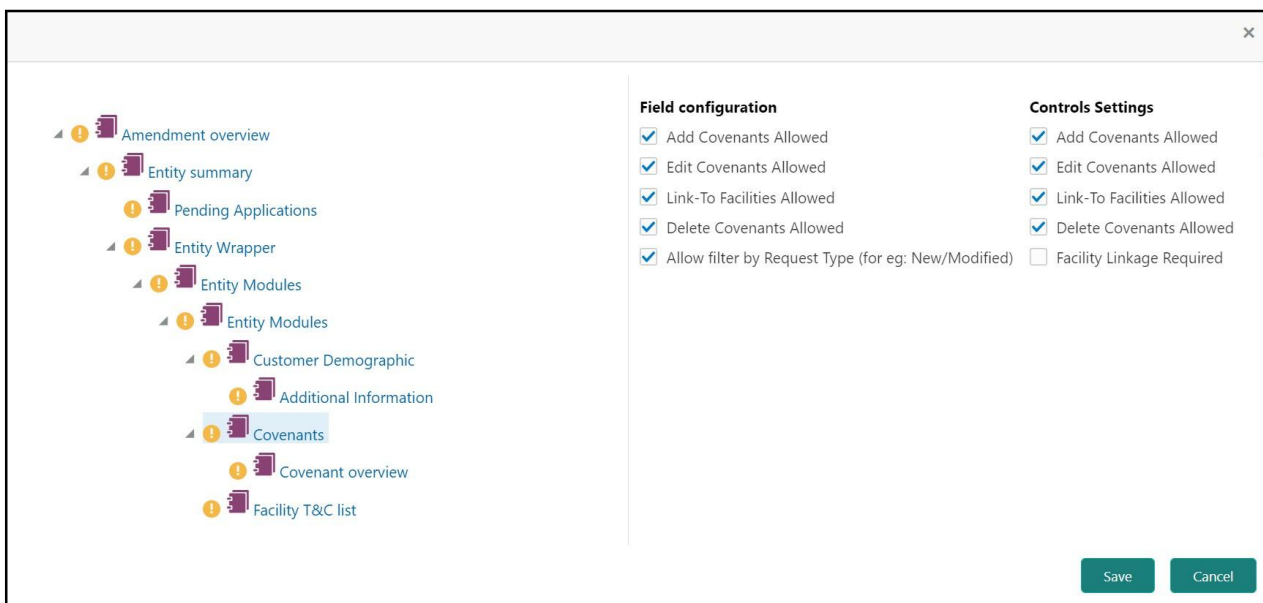 ×
Amendment overview
Entity summary
Pending Applications
Entity Wrapper
Entity Modules
Entity Modules
Customer Demographic
Additional Information
Covenants
Covenant overview
Facility T&C list
Field configuration
Add Covenants Allowed
Edit Covenants Allowed
Link-To Facilities Allowed
Delete Covenants Allowed
Allow filter by Request Type (for eg: New/Modified)
Controls Settings
Add Covenants Allowed
Edit Covenants Allowed
Link-To Facilities Allowed
Delete Covenants Allowed
Facility Linkage Required
Save
Cancel